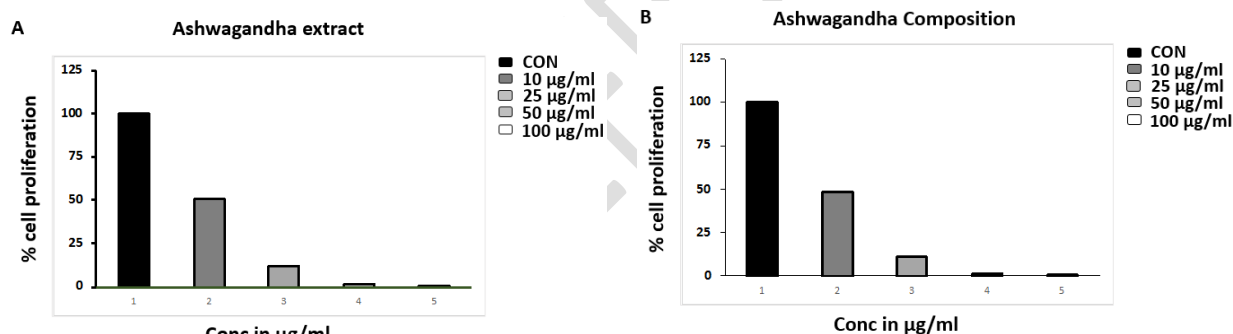 A
Ashwagandha extract
% cell proliferation
125
100
75
50
25
0
1 2 3 4 5
Conc in µg/ml
CON
10 µg/ml
25 µg/ml
50 µg/ml
100 µg/ml
B
Ashwagandha Composition
% cell proliferation
125
100
75
50
25
0
1 2 3 4 5
Conc in µg/ml
CON
10 µg/ml
25 µg/ml
50 µg/ml
100 µg/ml